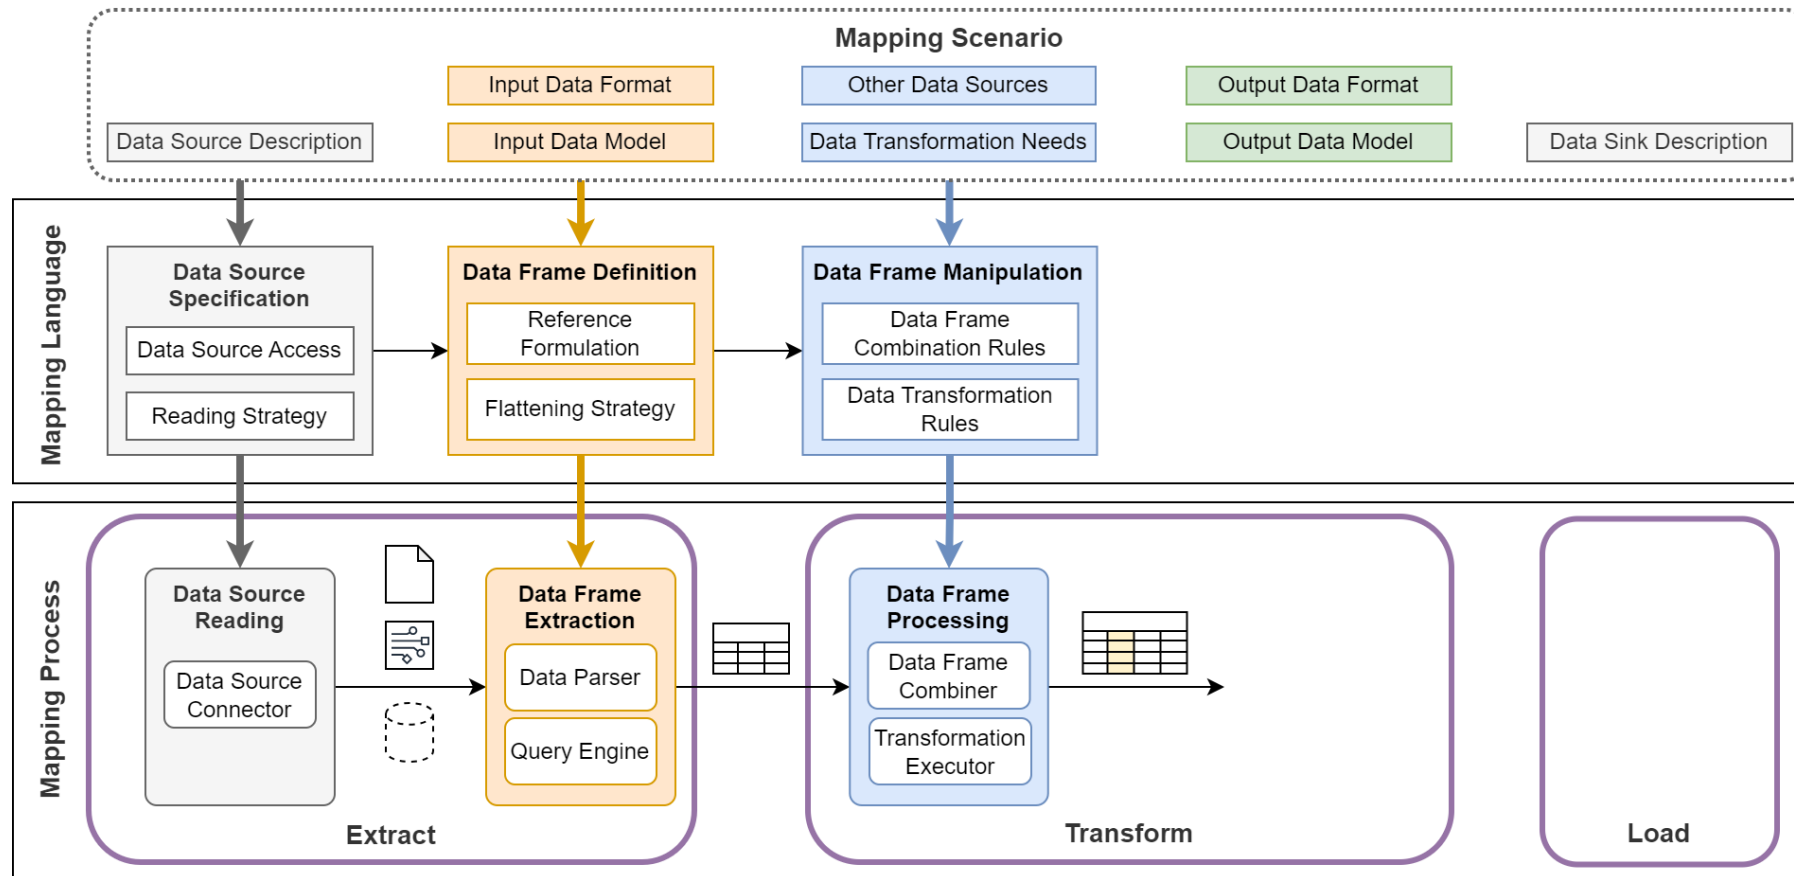 Mapping Scenario
Input Data Format
Other Data Sources
Output Data Format
Data Source Description
Input Data Model
Data Transformation Needs
Output Data Model
Data Sink Description
Mapping Language
Data Source
Specification
Data Source Access
Reading Strategy
Data Frame Definition
Reference
Formulation
Flattening Strategy
Data Frame Manipulation
Data Frame
Combination Rules
Data Transformation
Rules
Mapping Process
Data Source
Reading
Data Source
Connector
Data Frame
Extraction
Data Parser
Query Engine
Extract
Data Frame
Processing
Data Frame
Combiner
Transformation
Executor
Transform
Load